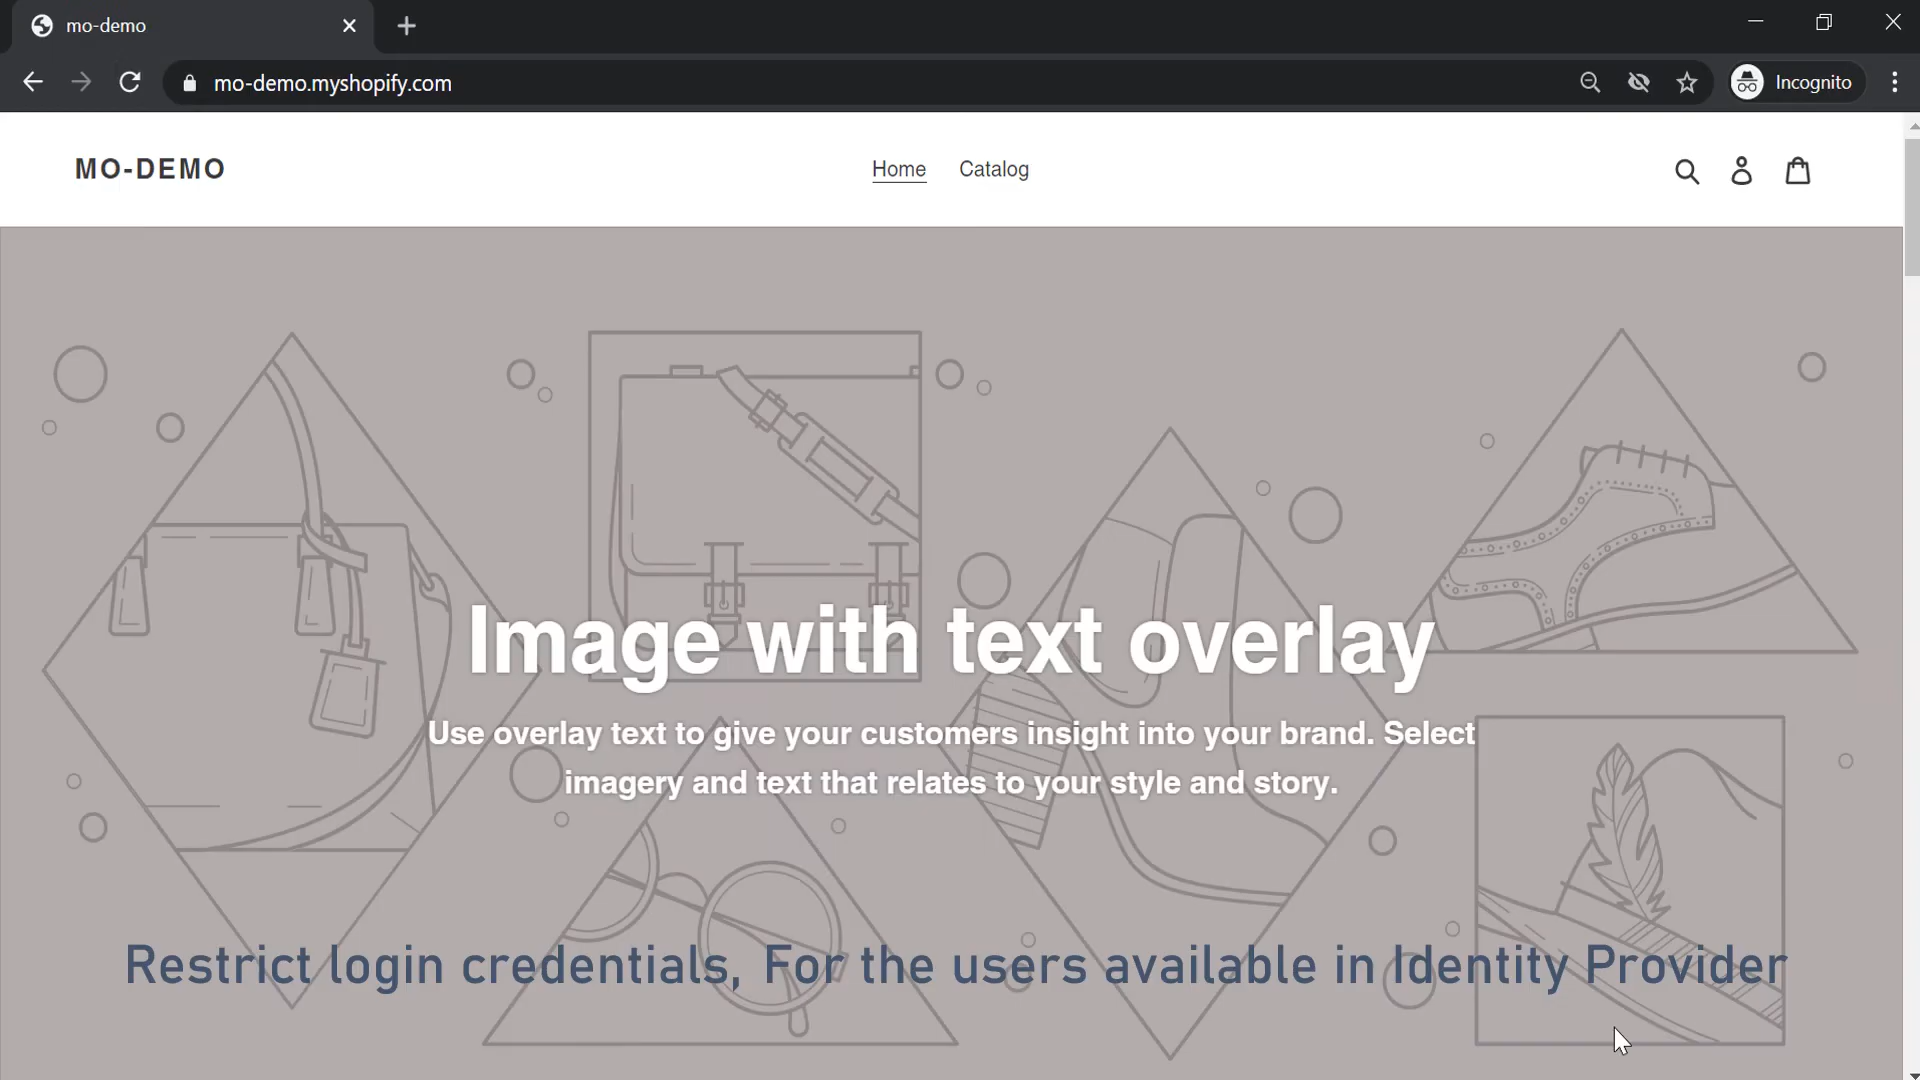 mo-demo
mo-demo.myshopify.com
Incognito
MO-DEMO
Home
Catalog
Image with text overlay
Use overlay text to give your customers insight into your brand. Select
imagery and text that relates to your style and story.
Restrict login credentials, For the users available in Identity Provider